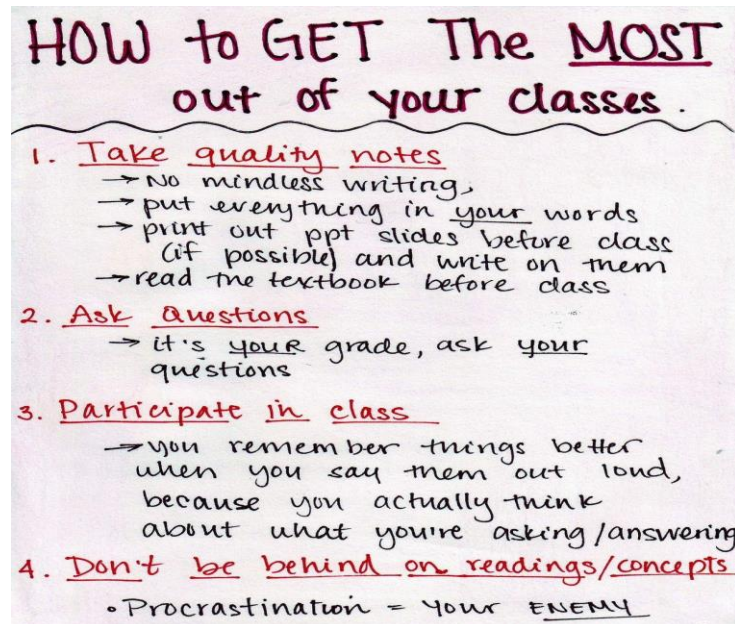 HOW to GET The MOST
out of your classes.
1. Take quality notes
→ No mindless writing,
→ put everything in your words
→ print out ppt slides before class
(if possible) and write on them
→ read the textbook before class
2. Ask Questions
→ it's YOUR grade, ask your
questions
3. Participate in class
→ you remember things better
when you say them out loud,
because you actually think
about what you're asking/answering
4. Don't be behind on readings/concepts
• Procrastination = your ENEMY